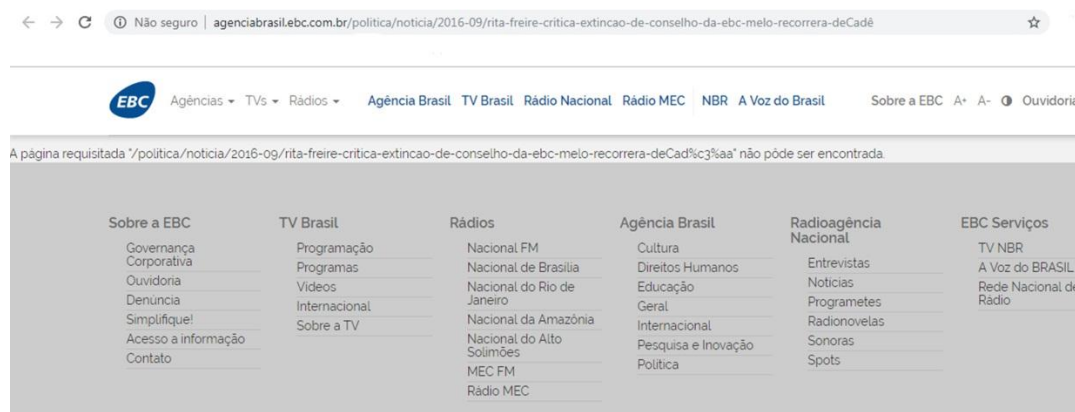 Não seguro | agenciabrasil.ebc.com.br/politica/noticia/2016-09/rita-freire-critica-extincao-de-conselho-da-ebc-melo-recorrera-deCadê
EBC Agências TVs Rádios Agência Brasil TV Brasil Rádio Nacional Rádio MEC NBR A Voz do Brasil Sobre a EBC A+ A- Ouvidoria
A página requisitada "/politica/noticia/2016-09/rita-freire-critica-extincao-de-conselho-da-ebc-melo-recorrera-deCad%c3%aa" não pôde ser encontrada.
Sobre a EBC
Governança
Corporativa
Ouvidoria
Denúncia
Simplifique!
Acesso a informação
Contato
TV Brasil
Programação
Programas
Vídeos
Internacional
Sobre a TV
Rádios
Nacional FM
Nacional de Brasília
Nacional do Rio de
Janeiro
Nacional da Amazônia
Nacional do Alto
Solimões
MEC FM
Rádio MEC
Agência Brasil
Cultura
Direitos Humanos
Educação
Geral
Internacional
Pesquisa e Inovação
Política
Radioagência
Nacional
Entrevistas
Notícias
Programetes
Radionovelas
Sonoras
Spots
EBC Serviços
TV NBR
A Voz do BRASIL
Rede Nacional de
Rádio